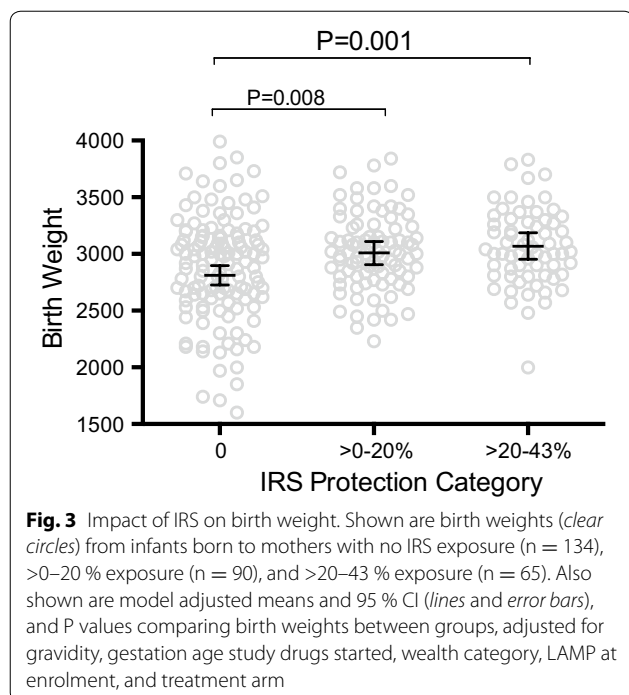 P=0.001
P=0.008
4000
3500
3000
2500
2000
1500
Birth Weight
0 >0-20% >20-43%
IRS Protection Category
Fig. 3 Impact of IRS on birth weight. Shown are birth weights (clear
circles) from infants born to mothers with no IRS exposure (n = 134),
>0–20 % exposure (n = 90), and >20–43 % exposure (n = 65). Also
shown are model adjusted means and 95 % CI (lines and error bars),
and P values comparing birth weights between groups, adjusted for
gravidity, gestation age study drugs started, wealth category, LAMP at
enrolment, and treatment arm